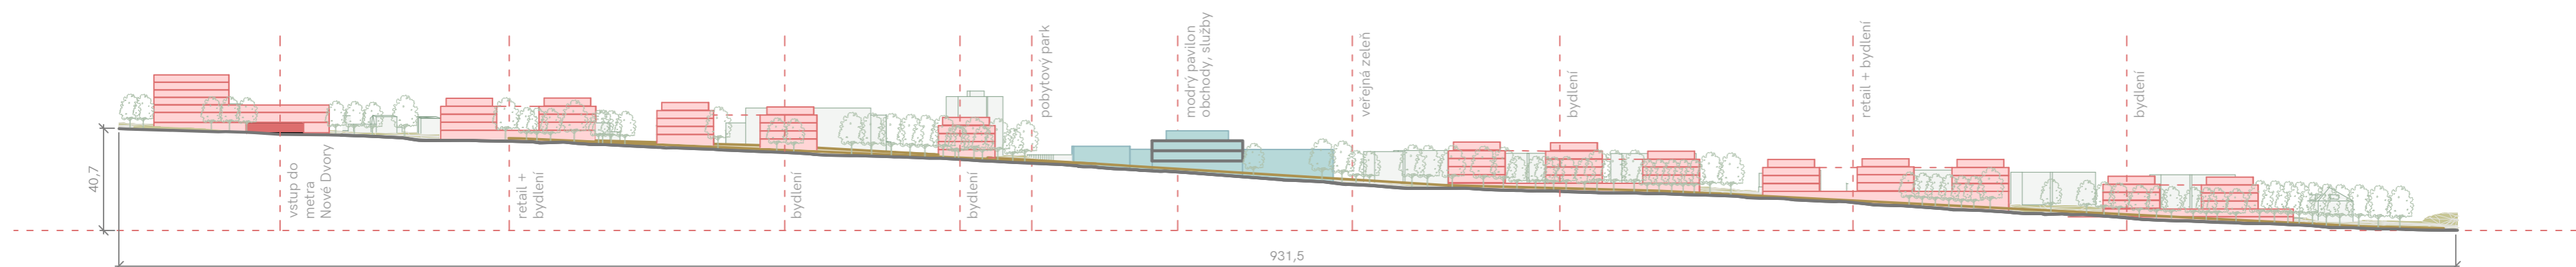 40,7
vstup do
metra
Nové Dvory
retail +
bydlení
bydlení
bydlení
pobytový park
modrý pavilon
obchody, služby
veřejná zeleň
bydlení
retail + bydlení
bydlení
931,5